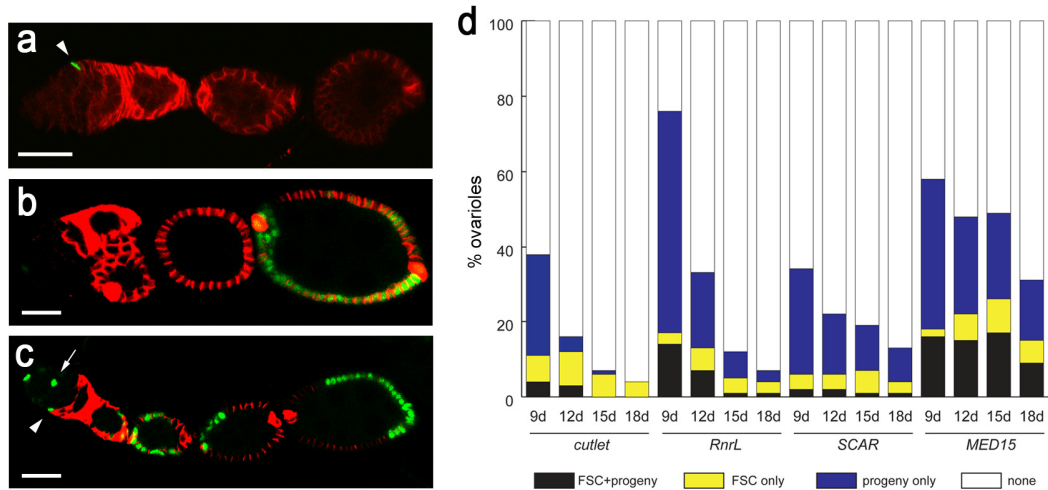 a
b
c
d
% ovarioles
100
80
60
40
20
0
9d 12d 15d 18d 9d 12d 15d 18d 9d 12d 15d 18d 9d 12d 15d 18d
cutlet RnrL SCAR MED15
FSC+progeny FSC only progeny only none